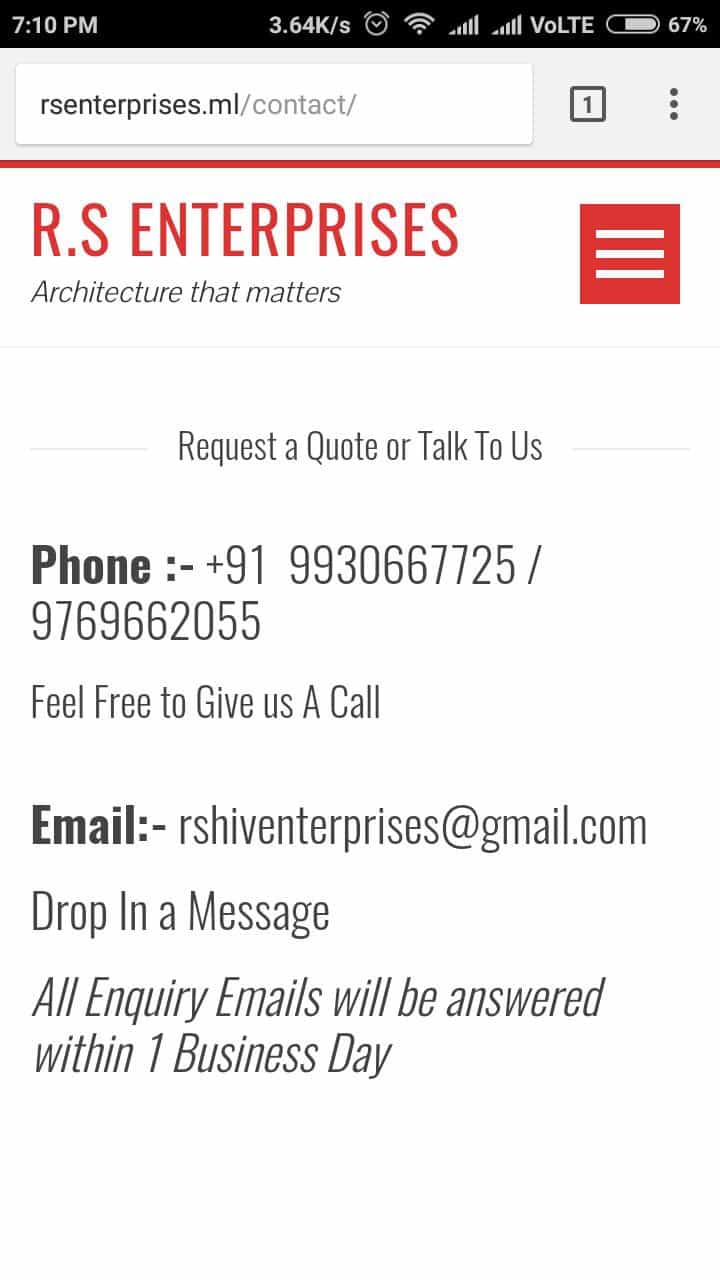 7:10 PM 3.64K/s VoLTE 67%
rsenterprises.ml/contact/ 1
R.S ENTERPRISES
Architecture that matters
Request a Quote or Talk To Us
Phone :- +91  9930667725 /
9769662055
Feel Free to Give us A Call
Email:- rshiventerprises@gmail.com
Drop In a Message
All Enquiry Emails will be answered
within 1 Business Day